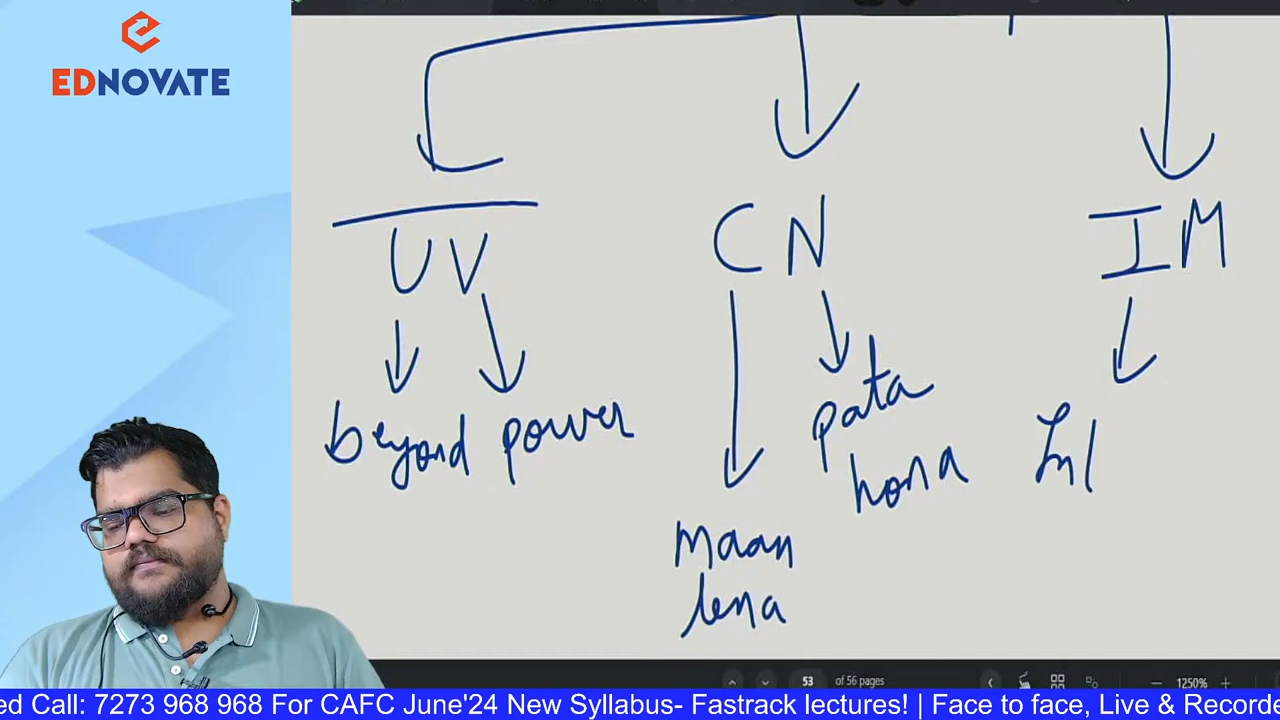 EDNOVATE
UV
CN
IM
beyond power
pata
hona
maan
lena
53 of 56 pages
1250%
ed Call: 7273 968 968 For CAFC June'24 New Syllabus- Fastrack lectures! | Face to face, Live & Recorde